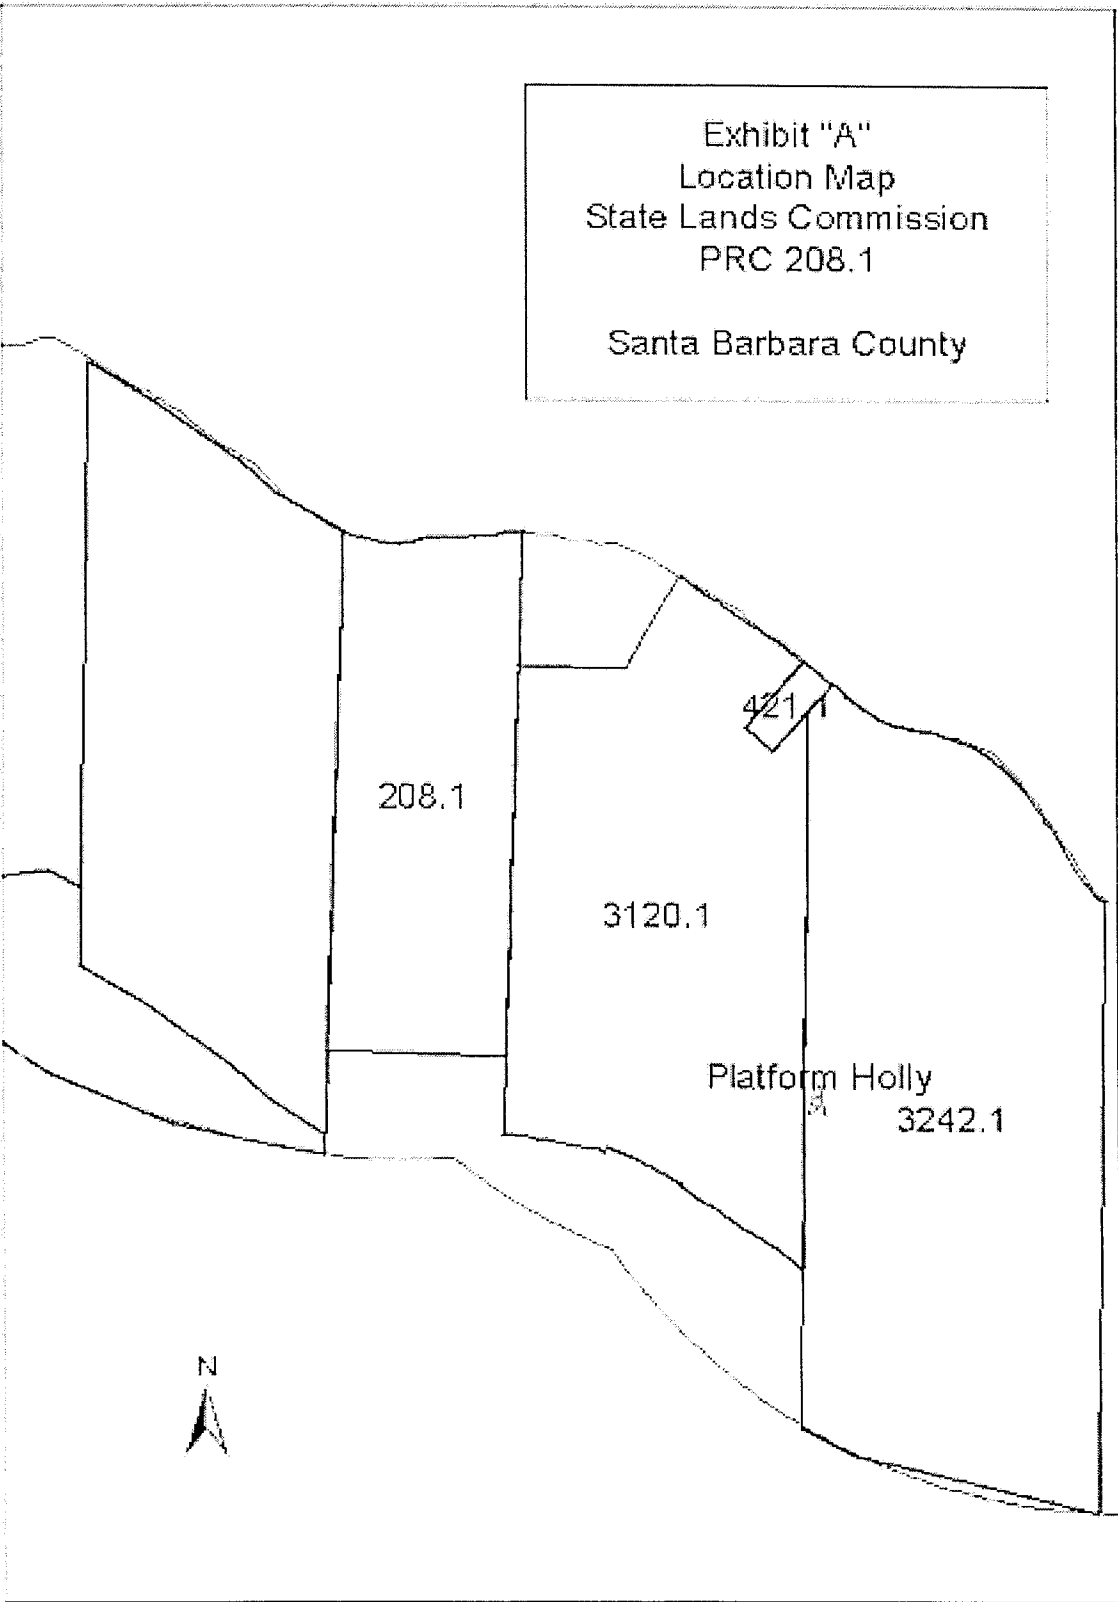 Exhibit "A"
Location Map
State Lands Commission
PRC 208.1
Santa Barbara County
421.1
208.1
3120.1
Platform Holly
3242.1
N